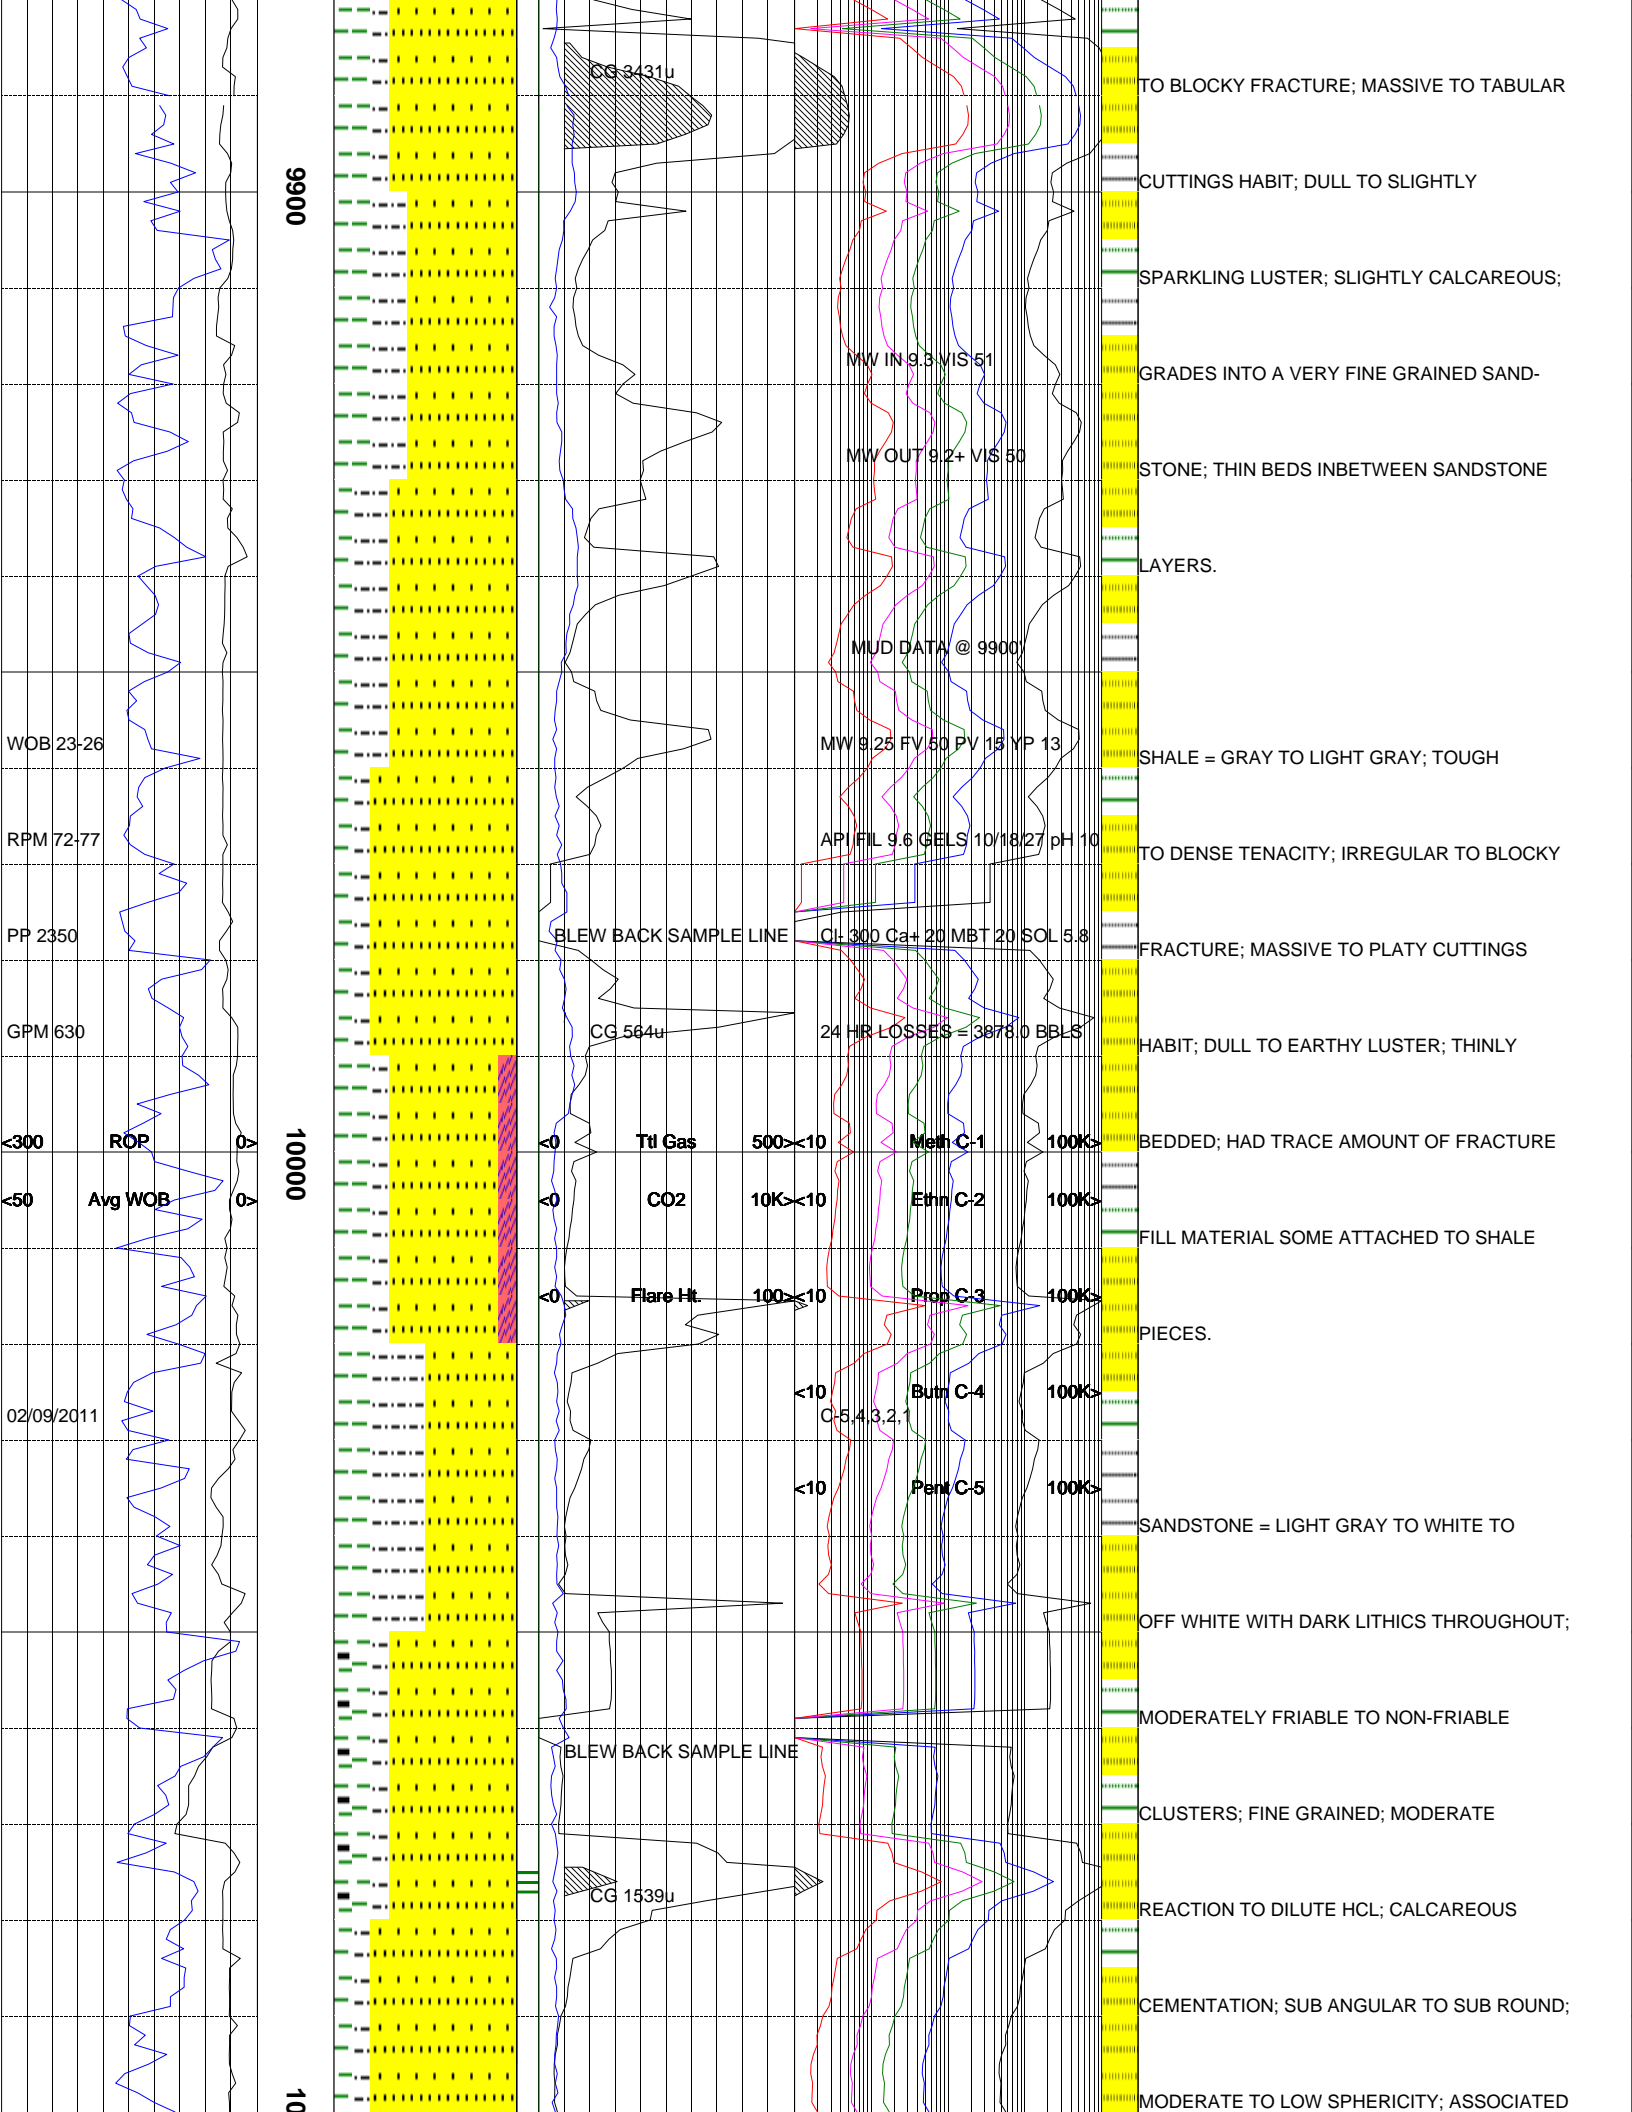 CG 3431u
TO BLOCKY FRACTURE; MASSIVE TO TABULAR
9900
CUTTINGS HABIT; DULL TO SLIGHTLY
SPARKLING LUSTER; SLIGHTLY CALCAREOUS;
MW IN 9.3 VIS 51
GRADES INTO A VERY FINE GRAINED SAND-
MW OUT 9.2+ VIS 50
STONE; THIN BEDS INBETWEEN SANDSTONE
LAYERS.
MUD DATA @ 9900'
WOB 23-26
MW 9.25 FV 50 PV 15 YP 13
SHALE = GRAY TO LIGHT GRAY; TOUGH
RPM 72-77
API FIL 9.6 GELS 10/18/27 pH 10
TO DENSE TENACITY; IRREGULAR TO BLOCKY
PP 2350
BLEW BACK SAMPLE LINE
Cl- 300 Ca+ 20 MBT 20 SOL 5.8
FRACTURE; MASSIVE TO PLATY CUTTINGS
GPM 630
CG 564u
24 HR LOSSES = 3878.0 BBLS
HABIT; DULL TO EARTHY LUSTER; THINLY
<300 ROP 0>
10000
<0 Ttl Gas 500>
<10 Meth C-1 100K>
BEDDED; HAD TRACE AMOUNT OF FRACTURE
<50 Avg WOB 0>
<0 CO2 10K>
<10 Ethn C-2 100K>
FILL MATERIAL SOME ATTACHED TO SHALE
<0 Flare Ht. 100>
<10 Prop C-3 100K>
PIECES.
<10 Butn C-4 100K>
02/09/2011
C-5,4,3,2,1
<10 Pent C-5 100K>
SANDSTONE = LIGHT GRAY TO WHITE TO
OFF WHITE WITH DARK LITHICS THROUGHOUT;
MODERATELY FRIABLE TO NON-FRIABLE
BLEW BACK SAMPLE LINE
CLUSTERS; FINE GRAINED; MODERATE
CG 1539u
REACTION TO DILUTE HCL; CALCAREOUS
CEMENTATION; SUB ANGULAR TO SUB ROUND;
10
MODERATE TO LOW SPHERICITY; ASSOCIATED